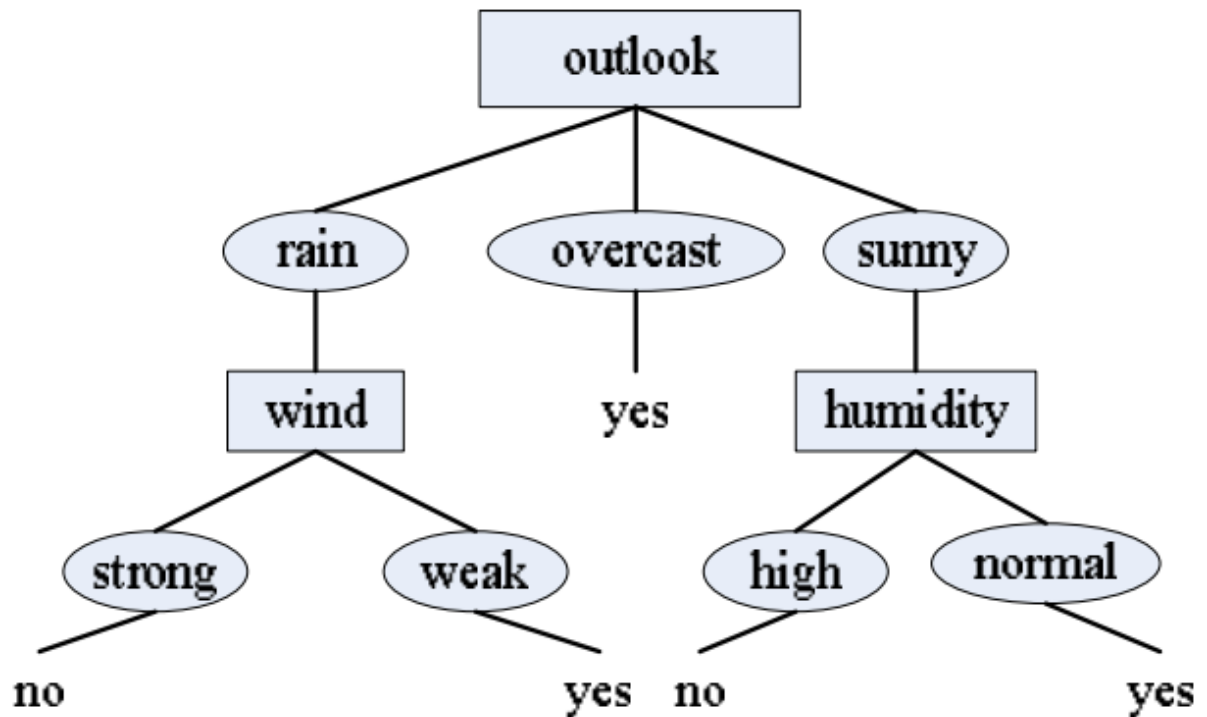 outlook
rain overcast sunny
wind yes humidity
strong weak high normal
no yes no yes